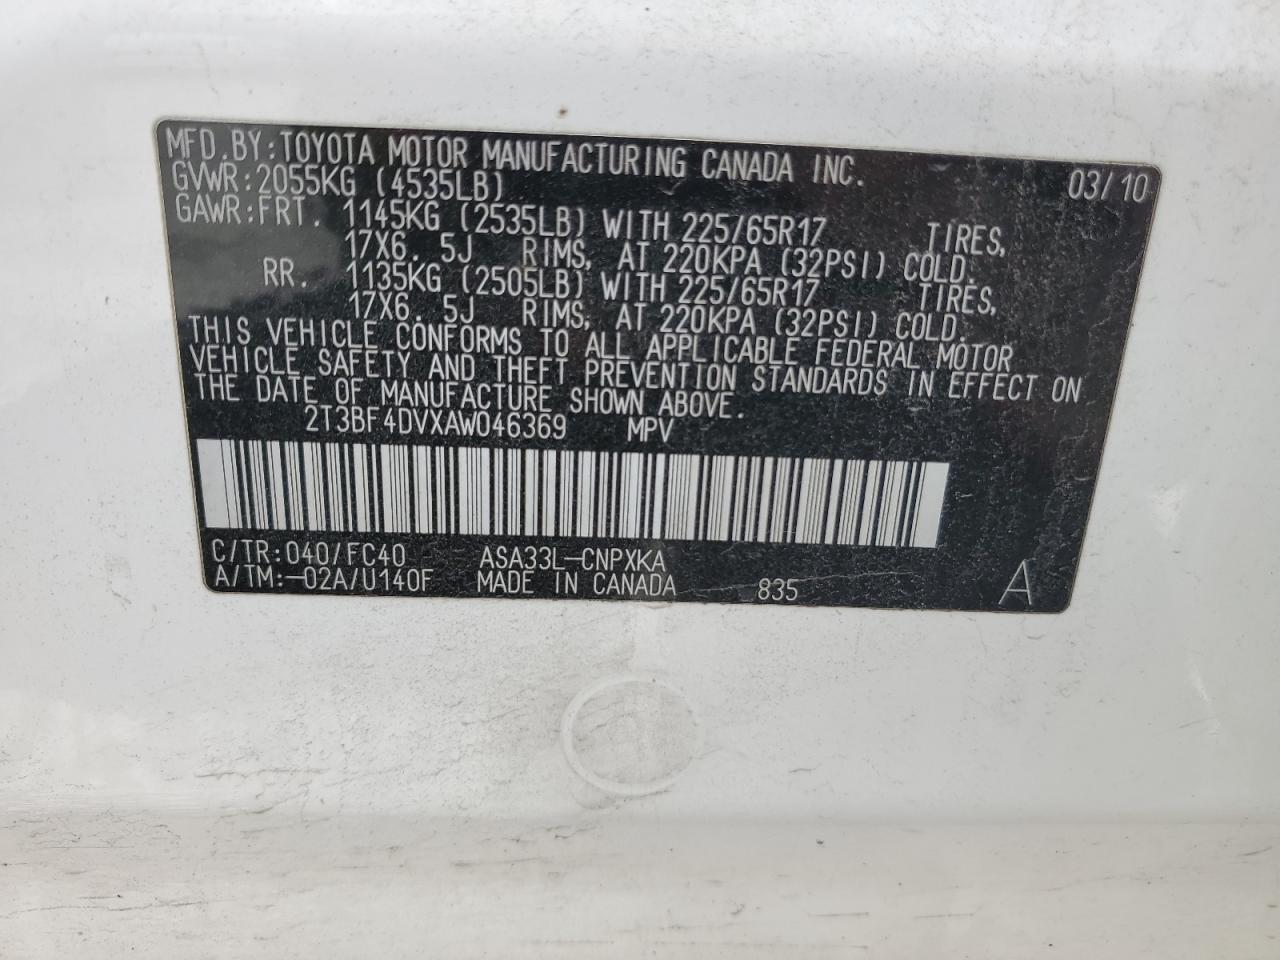 MFD.BY:TOYOTA MOTOR MANUFACTURING CANADA INC. 03/10
GVWR:2055KG (4535LB)
GAWR:FRT. 1145KG (2535LB) WITH 225/65R17 TIRES,
17X6.5J RIMS, AT 220KPA (32PSI) COLD.
RR. 1135KG (2505LB) WITH 225/65R17 TIRES,
17X6.5J RIMS, AT 220KPA (32PSI) COLD.
THIS VEHICLE CONFORMS TO ALL APPLICABLE FEDERAL MOTOR
VEHICLE SAFETY AND THEFT PREVENTION STANDARDS IN EFFECT ON
THE DATE OF MANUFACTURE SHOWN ABOVE.
2T3BF4DVXAW046369 MPV
C/TR:040/FC40 ASA33L-CNPXKA
A/TM:-02A/U140F MADE IN CANADA 835 A